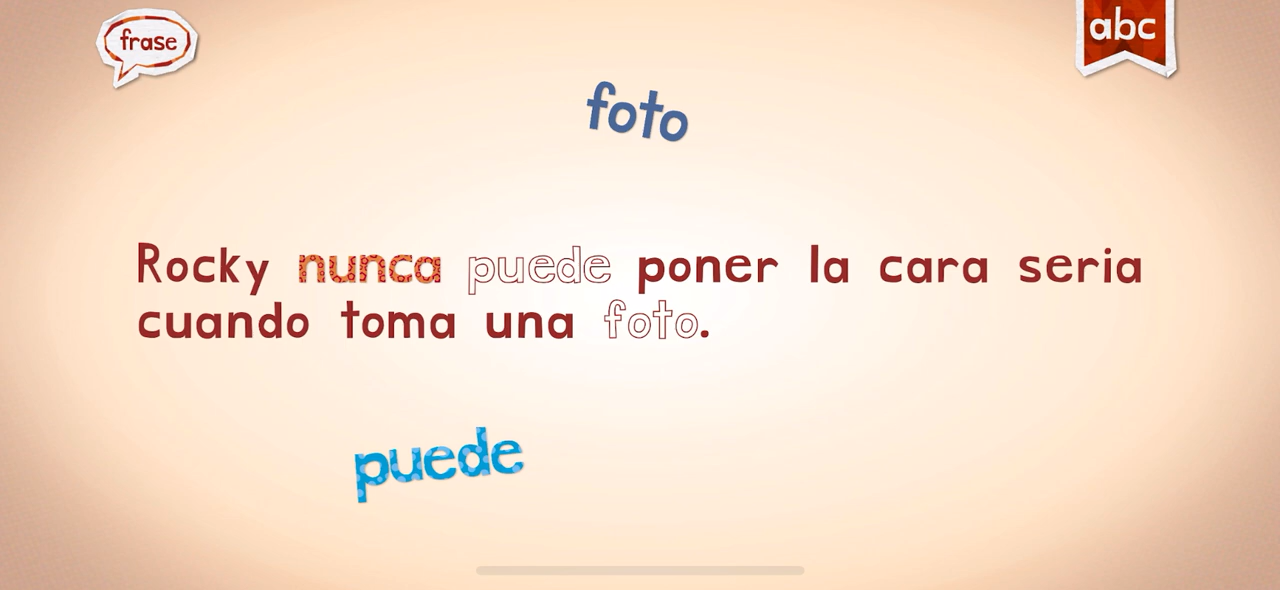 frase
abc
foto
Rocky nunca puede poner la cara seria
cuando toma una foto.
puede